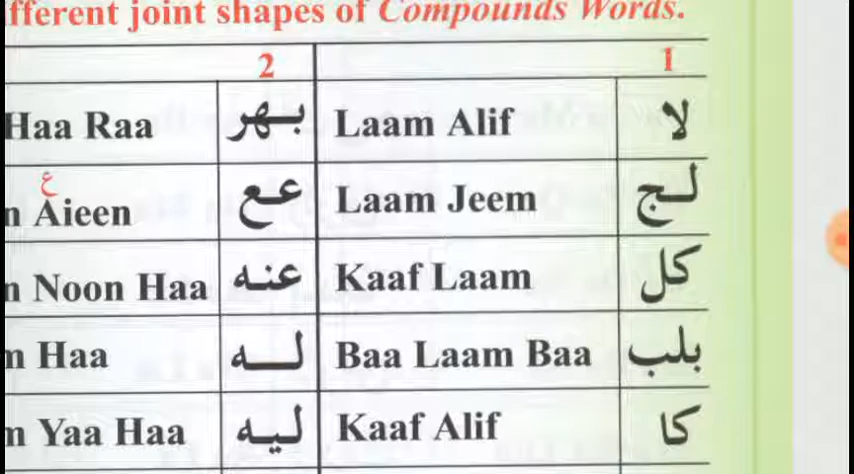 fferent joint shapes of Compounds Words.
2 1
Haa Raa بهر Laam Alif لا
ع
n Aieen عع Laam Jeem لج
n Noon Haa عنه Kaaf Laam كل
m Haa له Baa Laam Baa بلب
m Yaa Haa ليه Kaaf Alif كا